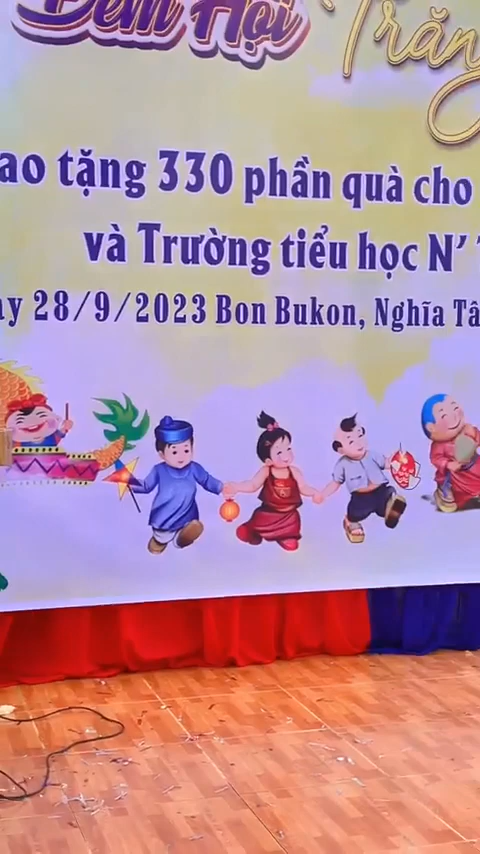 Đêm Hội Trăng
ao tặng 330 phần quà cho
và Trường tiểu học N'
ay 28/9/2023 Bon Bukon, Nghĩa Tâ